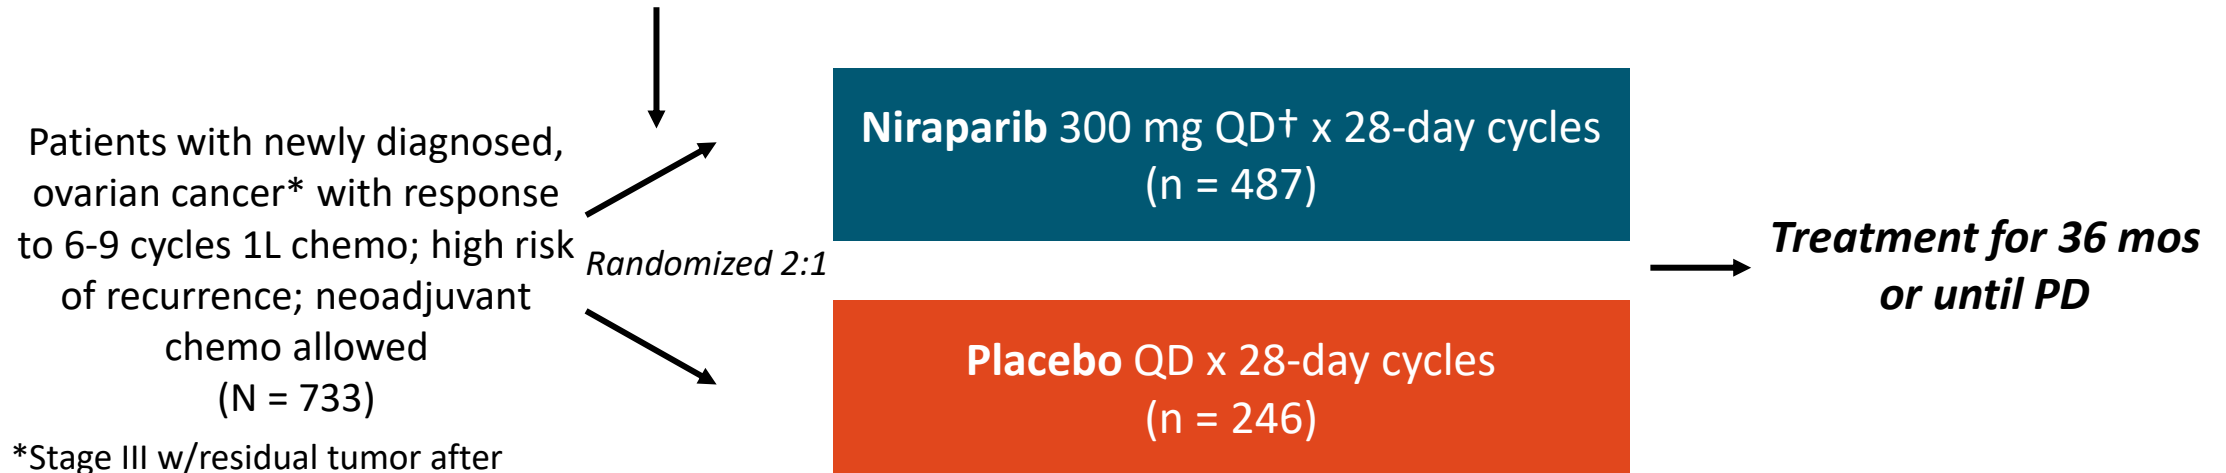 Patients with newly diagnosed,
ovarian cancer* with response
to 6-9 cycles 1L chemo; high risk
of recurrence; neoadjuvant
chemo allowed
(N = 733)
*Stage III w/residual tumor after
Randomized 2:1
Niraparib 300 mg QD† x 28-day cycles
(n = 487)
Placebo QD x 28-day cycles
(n = 246)
Treatment for 36 mos
or until PD